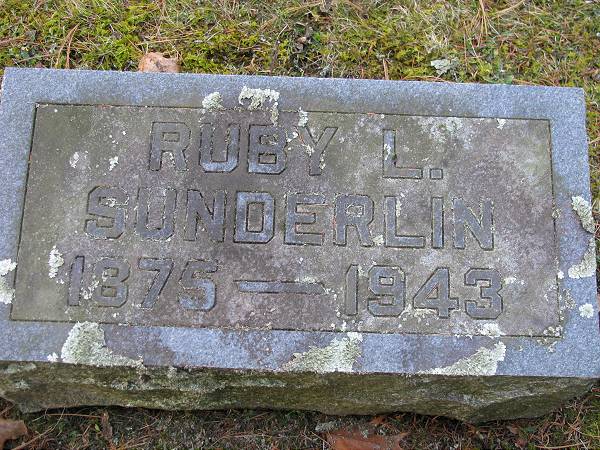 RUBY L.
SUNDERLIN
1875 — 1943